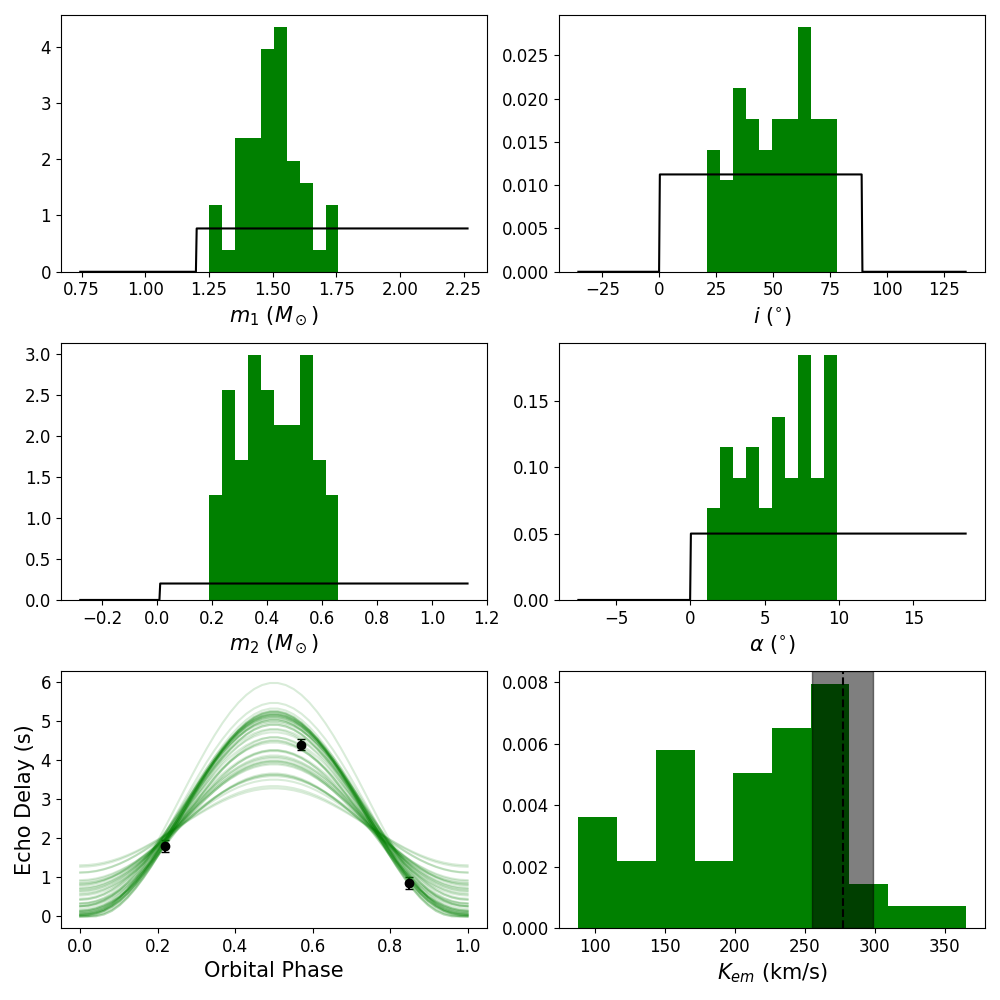 4
3
2
1
0
0.75 1.00 1.25 1.50 1.75 2.00 2.25
m₁ (M⊙)
0.025
0.020
0.015
0.010
0.005
0.000
−25 0 25 50 75 100 125
i (°)
3.0
2.5
2.0
1.5
1.0
0.5
0.0
−0.2 0.0 0.2 0.4 0.6 0.8 1.0 1.2
m₂ (M⊙)
0.15
0.10
0.05
0.00
−5 0 5 10 15
α (°)
Echo Delay (s)
6
5
4
3
2
1
0
0.0 0.2 0.4 0.6 0.8 1.0
Orbital Phase
0.008
0.006
0.004
0.002
0.000
100 150 200 250 300 350
Kₑₘ (km/s)